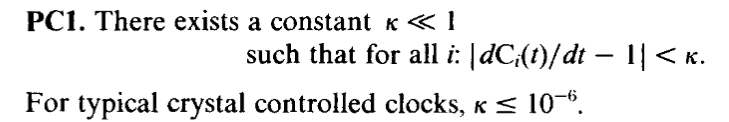 PC1. There exists a constant κ ≪ 1
such that for all i: |dCᵢ(t)/dt − 1| < κ.
For typical crystal controlled clocks, κ ≤ 10⁻⁶.